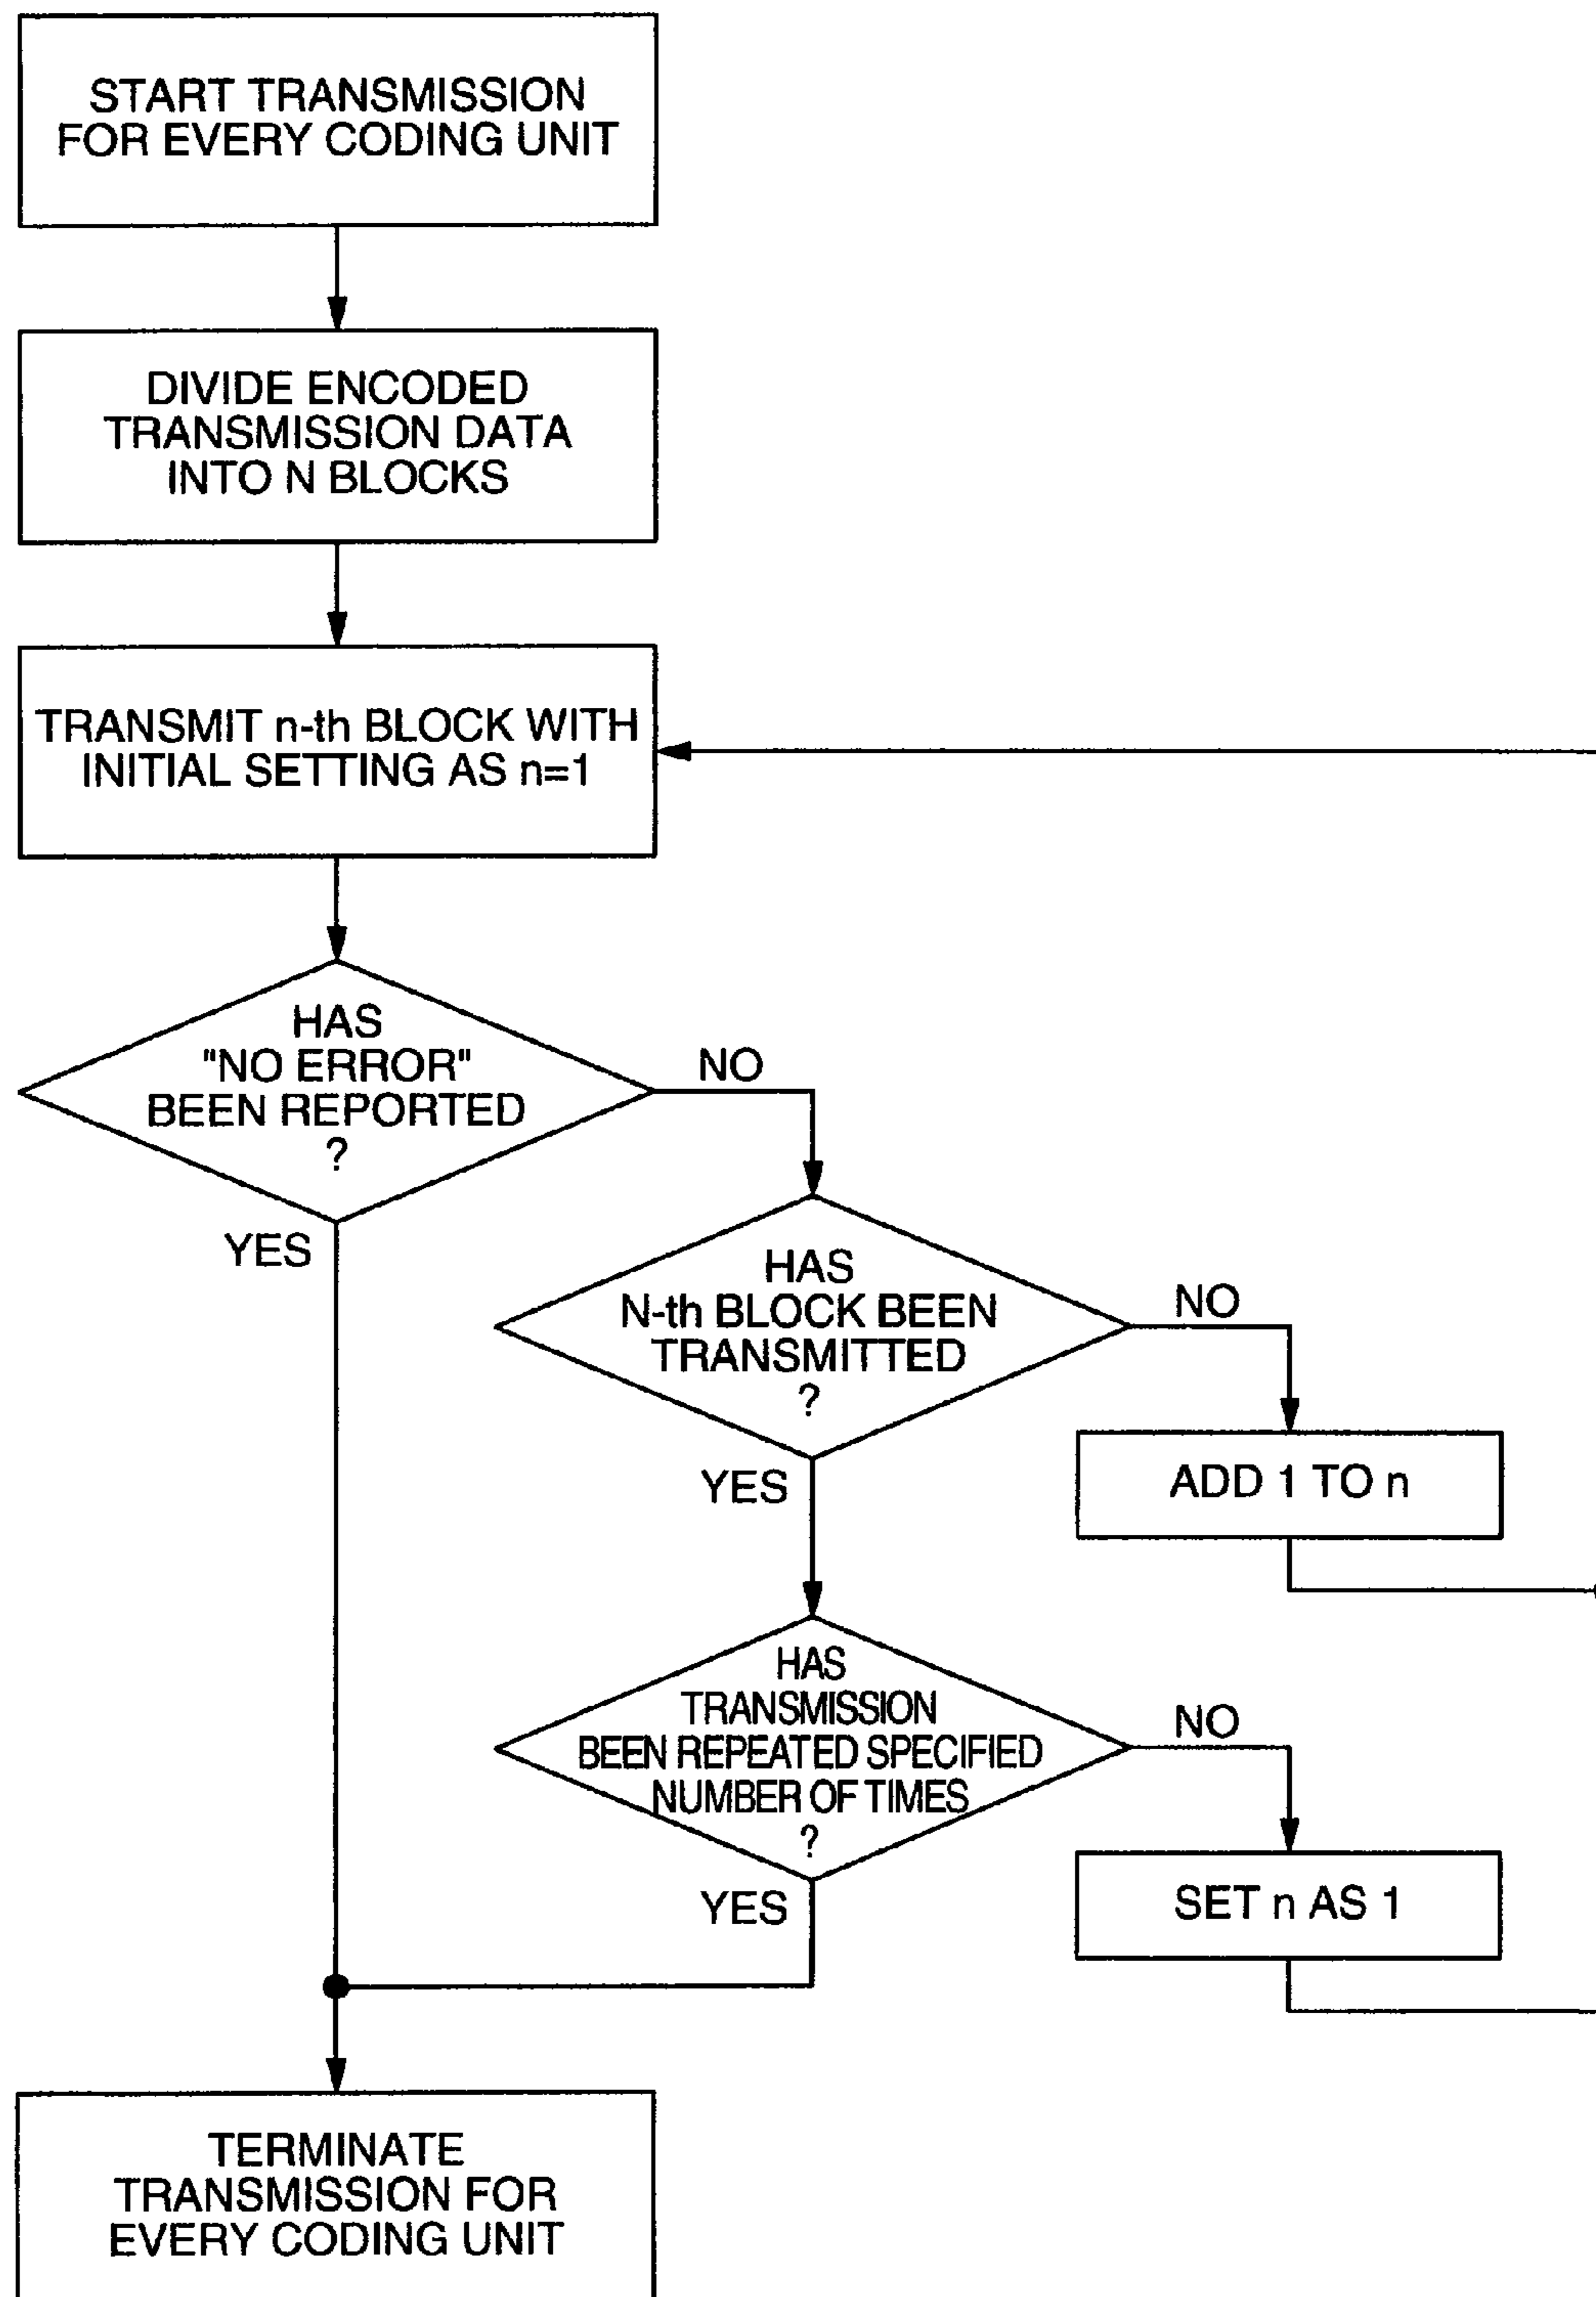 START TRANSMISSION
FOR EVERY CODING UNIT
DIVIDE ENCODED
TRANSMISSION DATA
INTO N BLOCKS
TRANSMIT n-th BLOCK WITH
INITIAL SETTING AS n=1
HAS
"NO ERROR"
BEEN REPORTED
?
NO
YES
HAS
N-th BLOCK BEEN
TRANSMITTED
?
NO
YES
ADD 1 TO n
HAS
TRANSMISSION
BEEN REPEATED SPECIFIED
NUMBER OF TIMES
?
NO
YES
SET n AS 1
TERMINATE
TRANSMISSION FOR
EVERY CODING UNIT